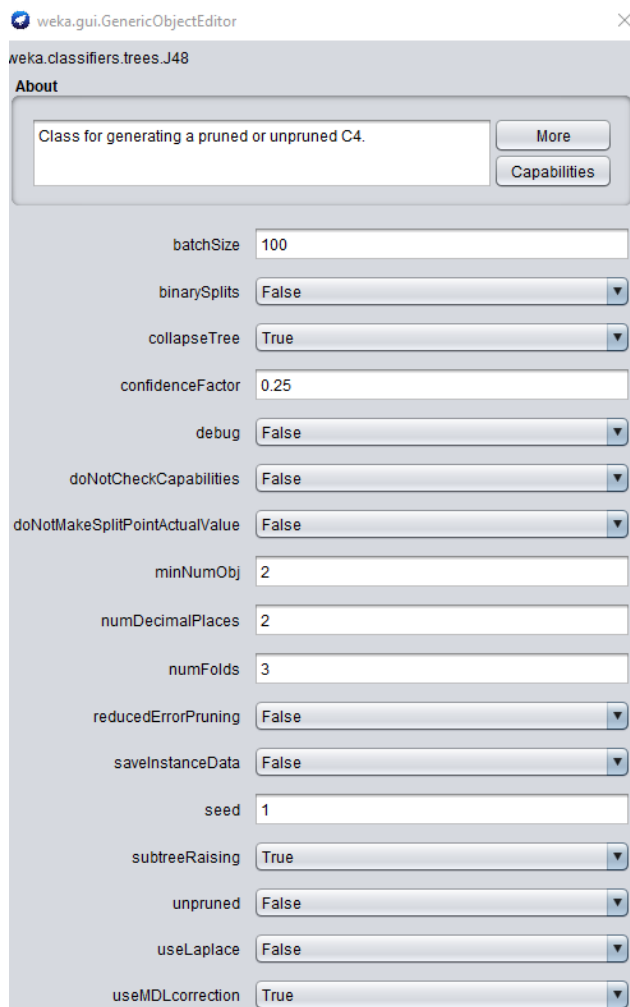 weka.gui.GenericObjectEditor
weka.classifiers.trees.J48
About
Class for generating a pruned or unpruned C4.
More
Capabilities
batchSize 100
binarySplits False
collapseTree True
confidenceFactor 0.25
debug False
doNotCheckCapabilities False
doNotMakeSplitPointActualValue False
minNumObj 2
numDecimalPlaces 2
numFolds 3
reducedErrorPruning False
saveInstanceData False
seed 1
subtreeRaising True
unpruned False
useLaplace False
useMDLcorrection True